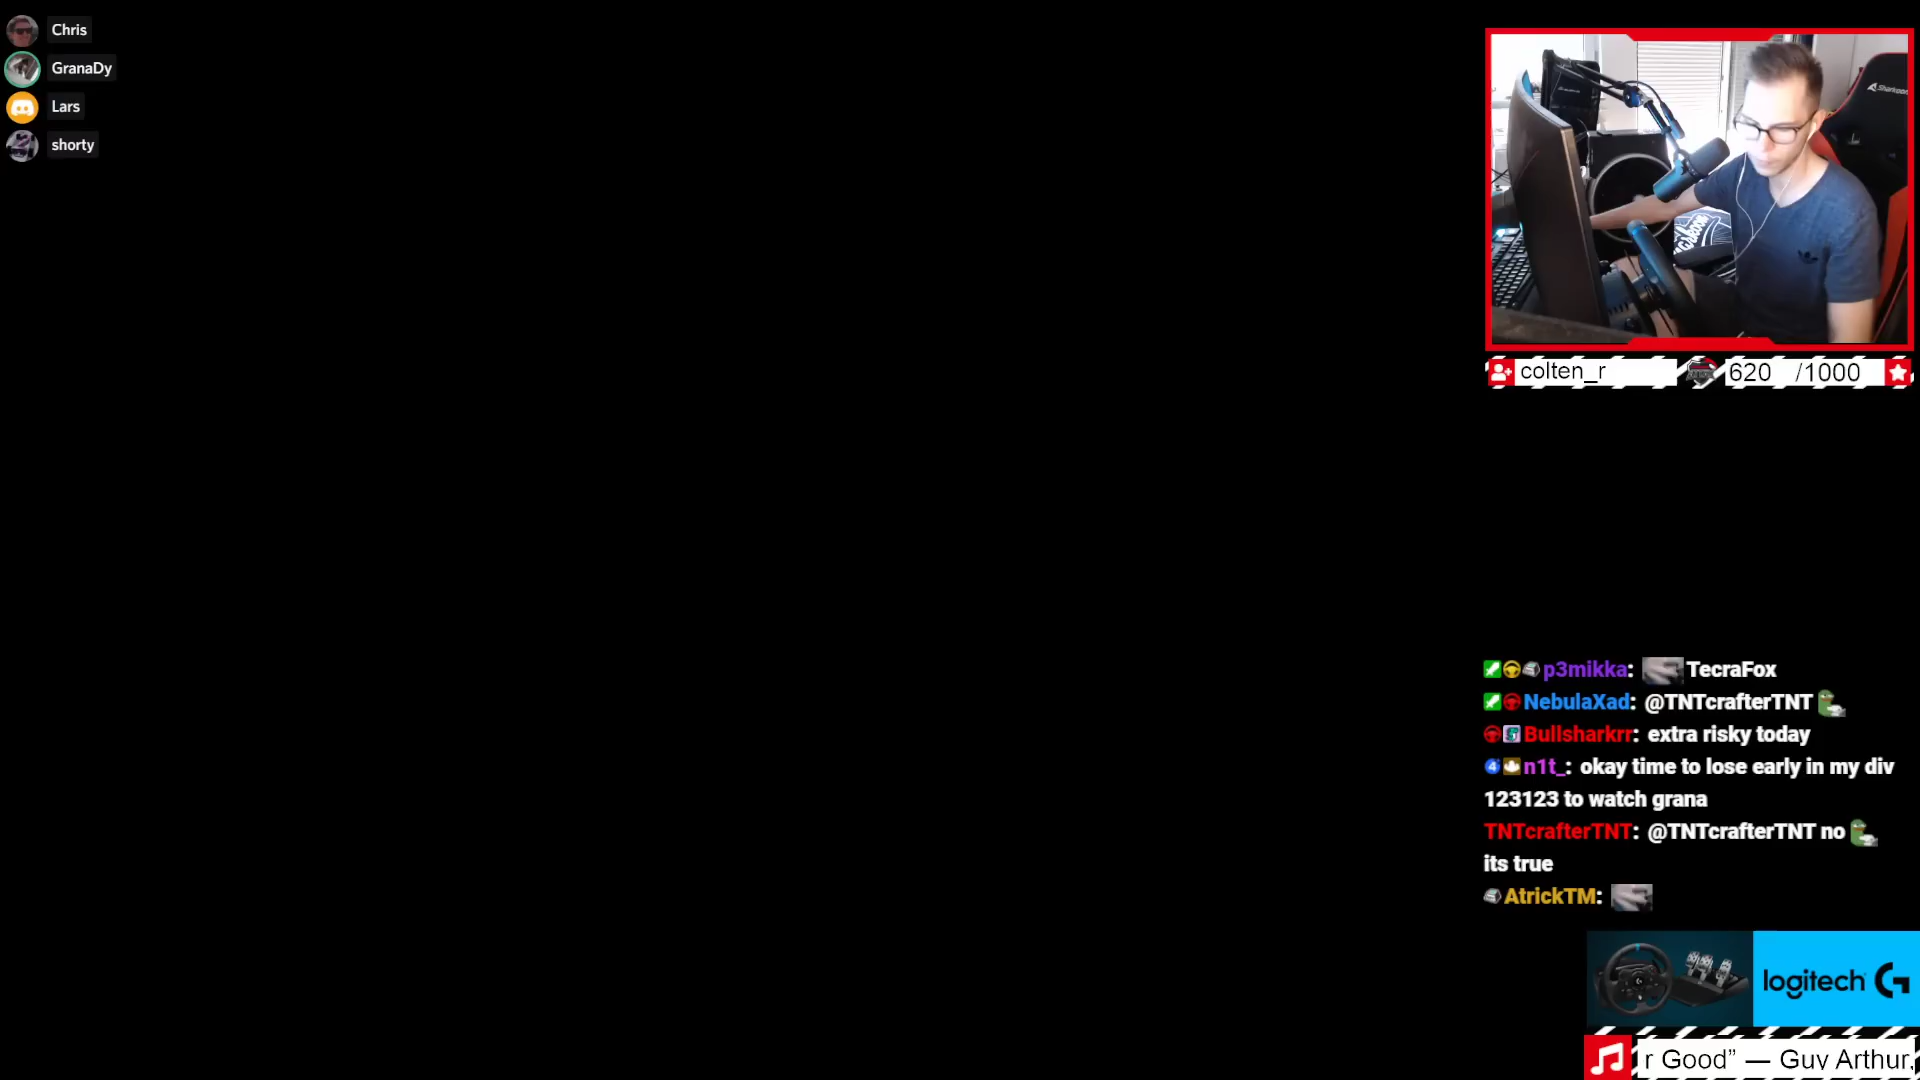 Chris
GranaDy
Lars
shorty
colten_r
620 /1000
p3mikka: TecraFox
NebulaXad: @TNTcrafterTNT
Bullsharkrr: extra risky today
n1t_: okay time to lose early in my div
123123 to watch grana
TNTcrafterTNT: @TNTcrafterTNT no
its true
AtrickTM:
logitech G
r Good” — Guy Arthur,